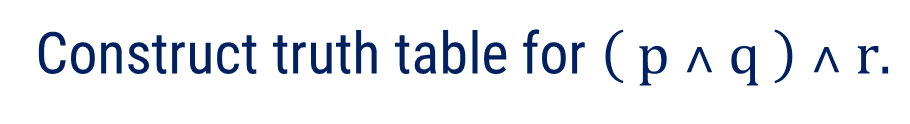 Construct truth table for ( p ∧ q ) ∧ r.